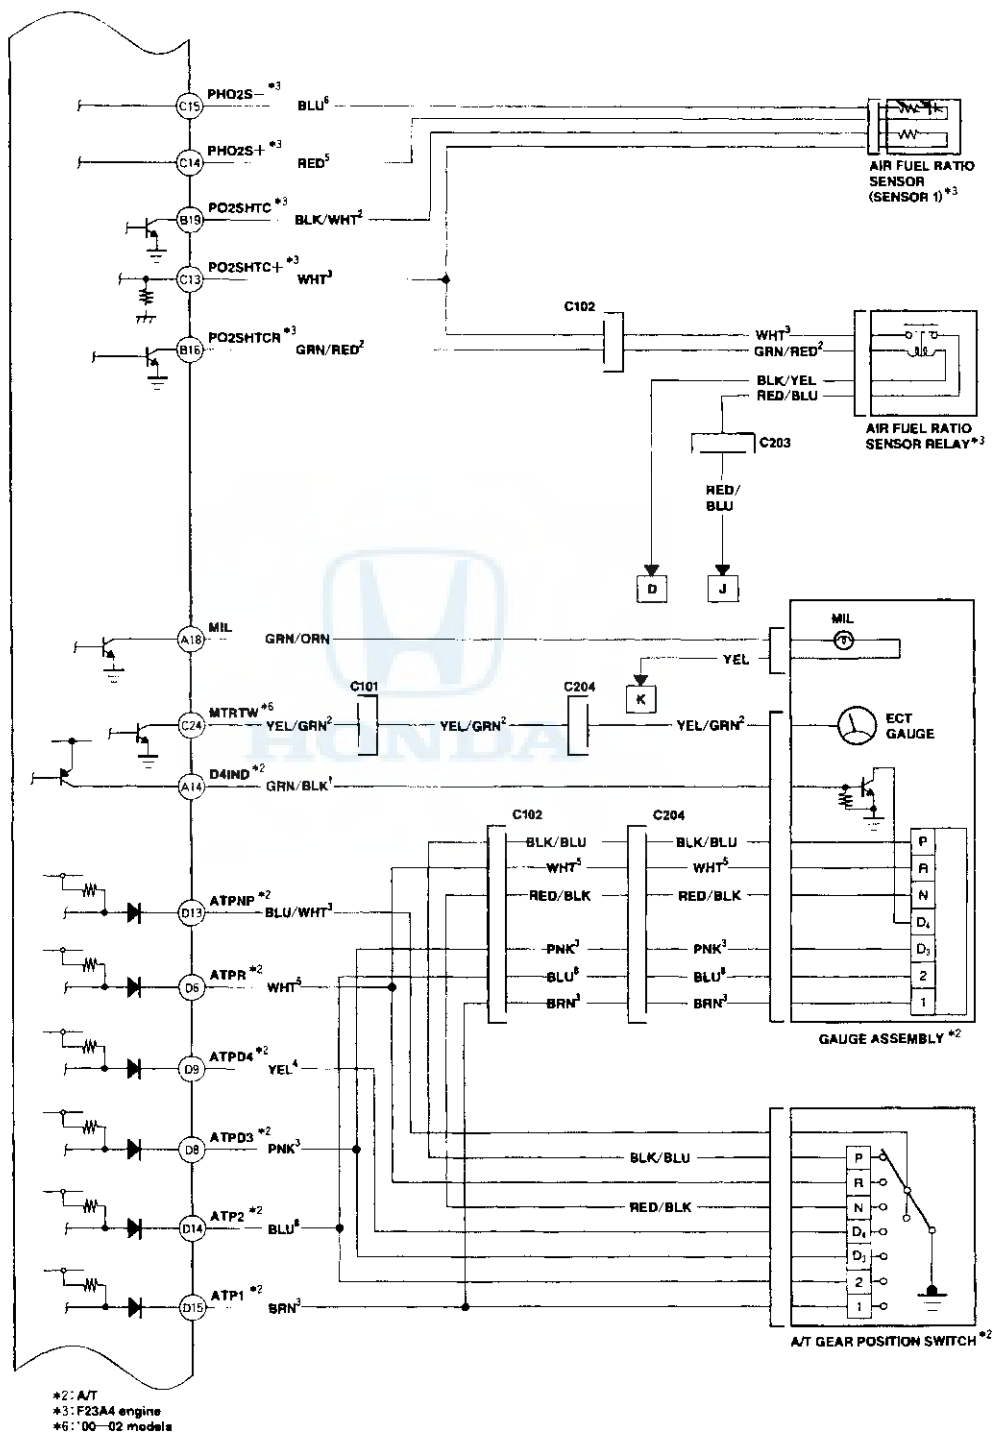 C15 PHO2S− *3 BLU6
C14 PHO2S+ *3 RED5
B19 PO2SHTC *3 BLK/WHT2
C13 PO2SHTC+ *3 WHT3
B16 PO2SHTCR *3 GRN/RED2
AIR FUEL RATIO
SENSOR
(SENSOR 1)*3
C102
WHT3
GRN/RED2
BLK/YEL
RED/BLU
AIR FUEL RATIO
SENSOR RELAY*3
C203
RED/
BLU
D
J
HONDA
A18 MIL GRN/ORN
MIL
YEL
K
C24 MTRTW*6 YEL/GRN2 C101 YEL/GRN2 C204 YEL/GRN2
ECT
GAUGE
A14 D4IND*2 GRN/BLK1
C102 C204
BLK/BLU BLK/BLU P
WHT5 WHT5 R
RED/BLK RED/BLK N
D4
PNK3 PNK3 D3
BLU6 BLU6 2
BRN3 BRN3 1
GAUGE ASSEMBLY*2
D13 ATPNP*2 BLU/WHT3
D6 ATPR*2 WHT5
D9 ATPD4*2 YEL4
D8 ATPD3*2 PNK3
D14 ATP2*2 BLU6
D15 ATP1*2 BRN3
BLK/BLU P
R
RED/BLK N
D4
D3
2
1
A/T GEAR POSITION SWITCH*2
*2: A/T
*3: F23A4 engine
*6: '00—02 models